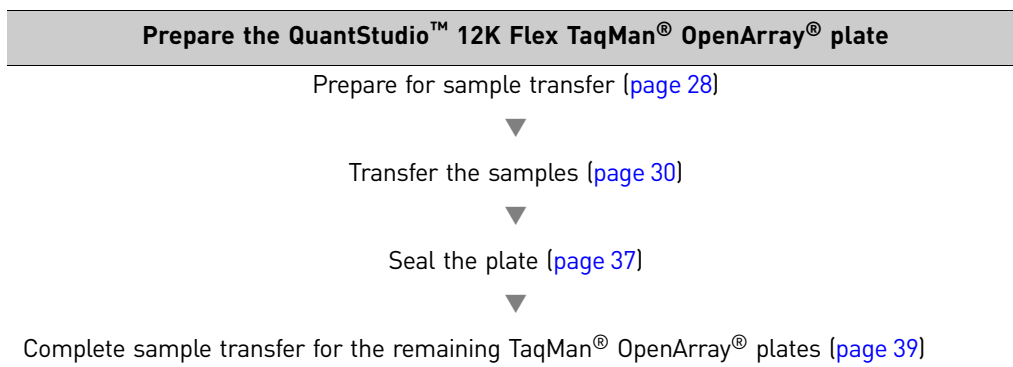 Prepare the QuantStudio™ 12K Flex TaqMan® OpenArray® plate
Prepare for sample transfer (page 28)
Transfer the samples (page 30)
Seal the plate (page 37)
Complete sample transfer for the remaining TaqMan® OpenArray® plates (page 39)